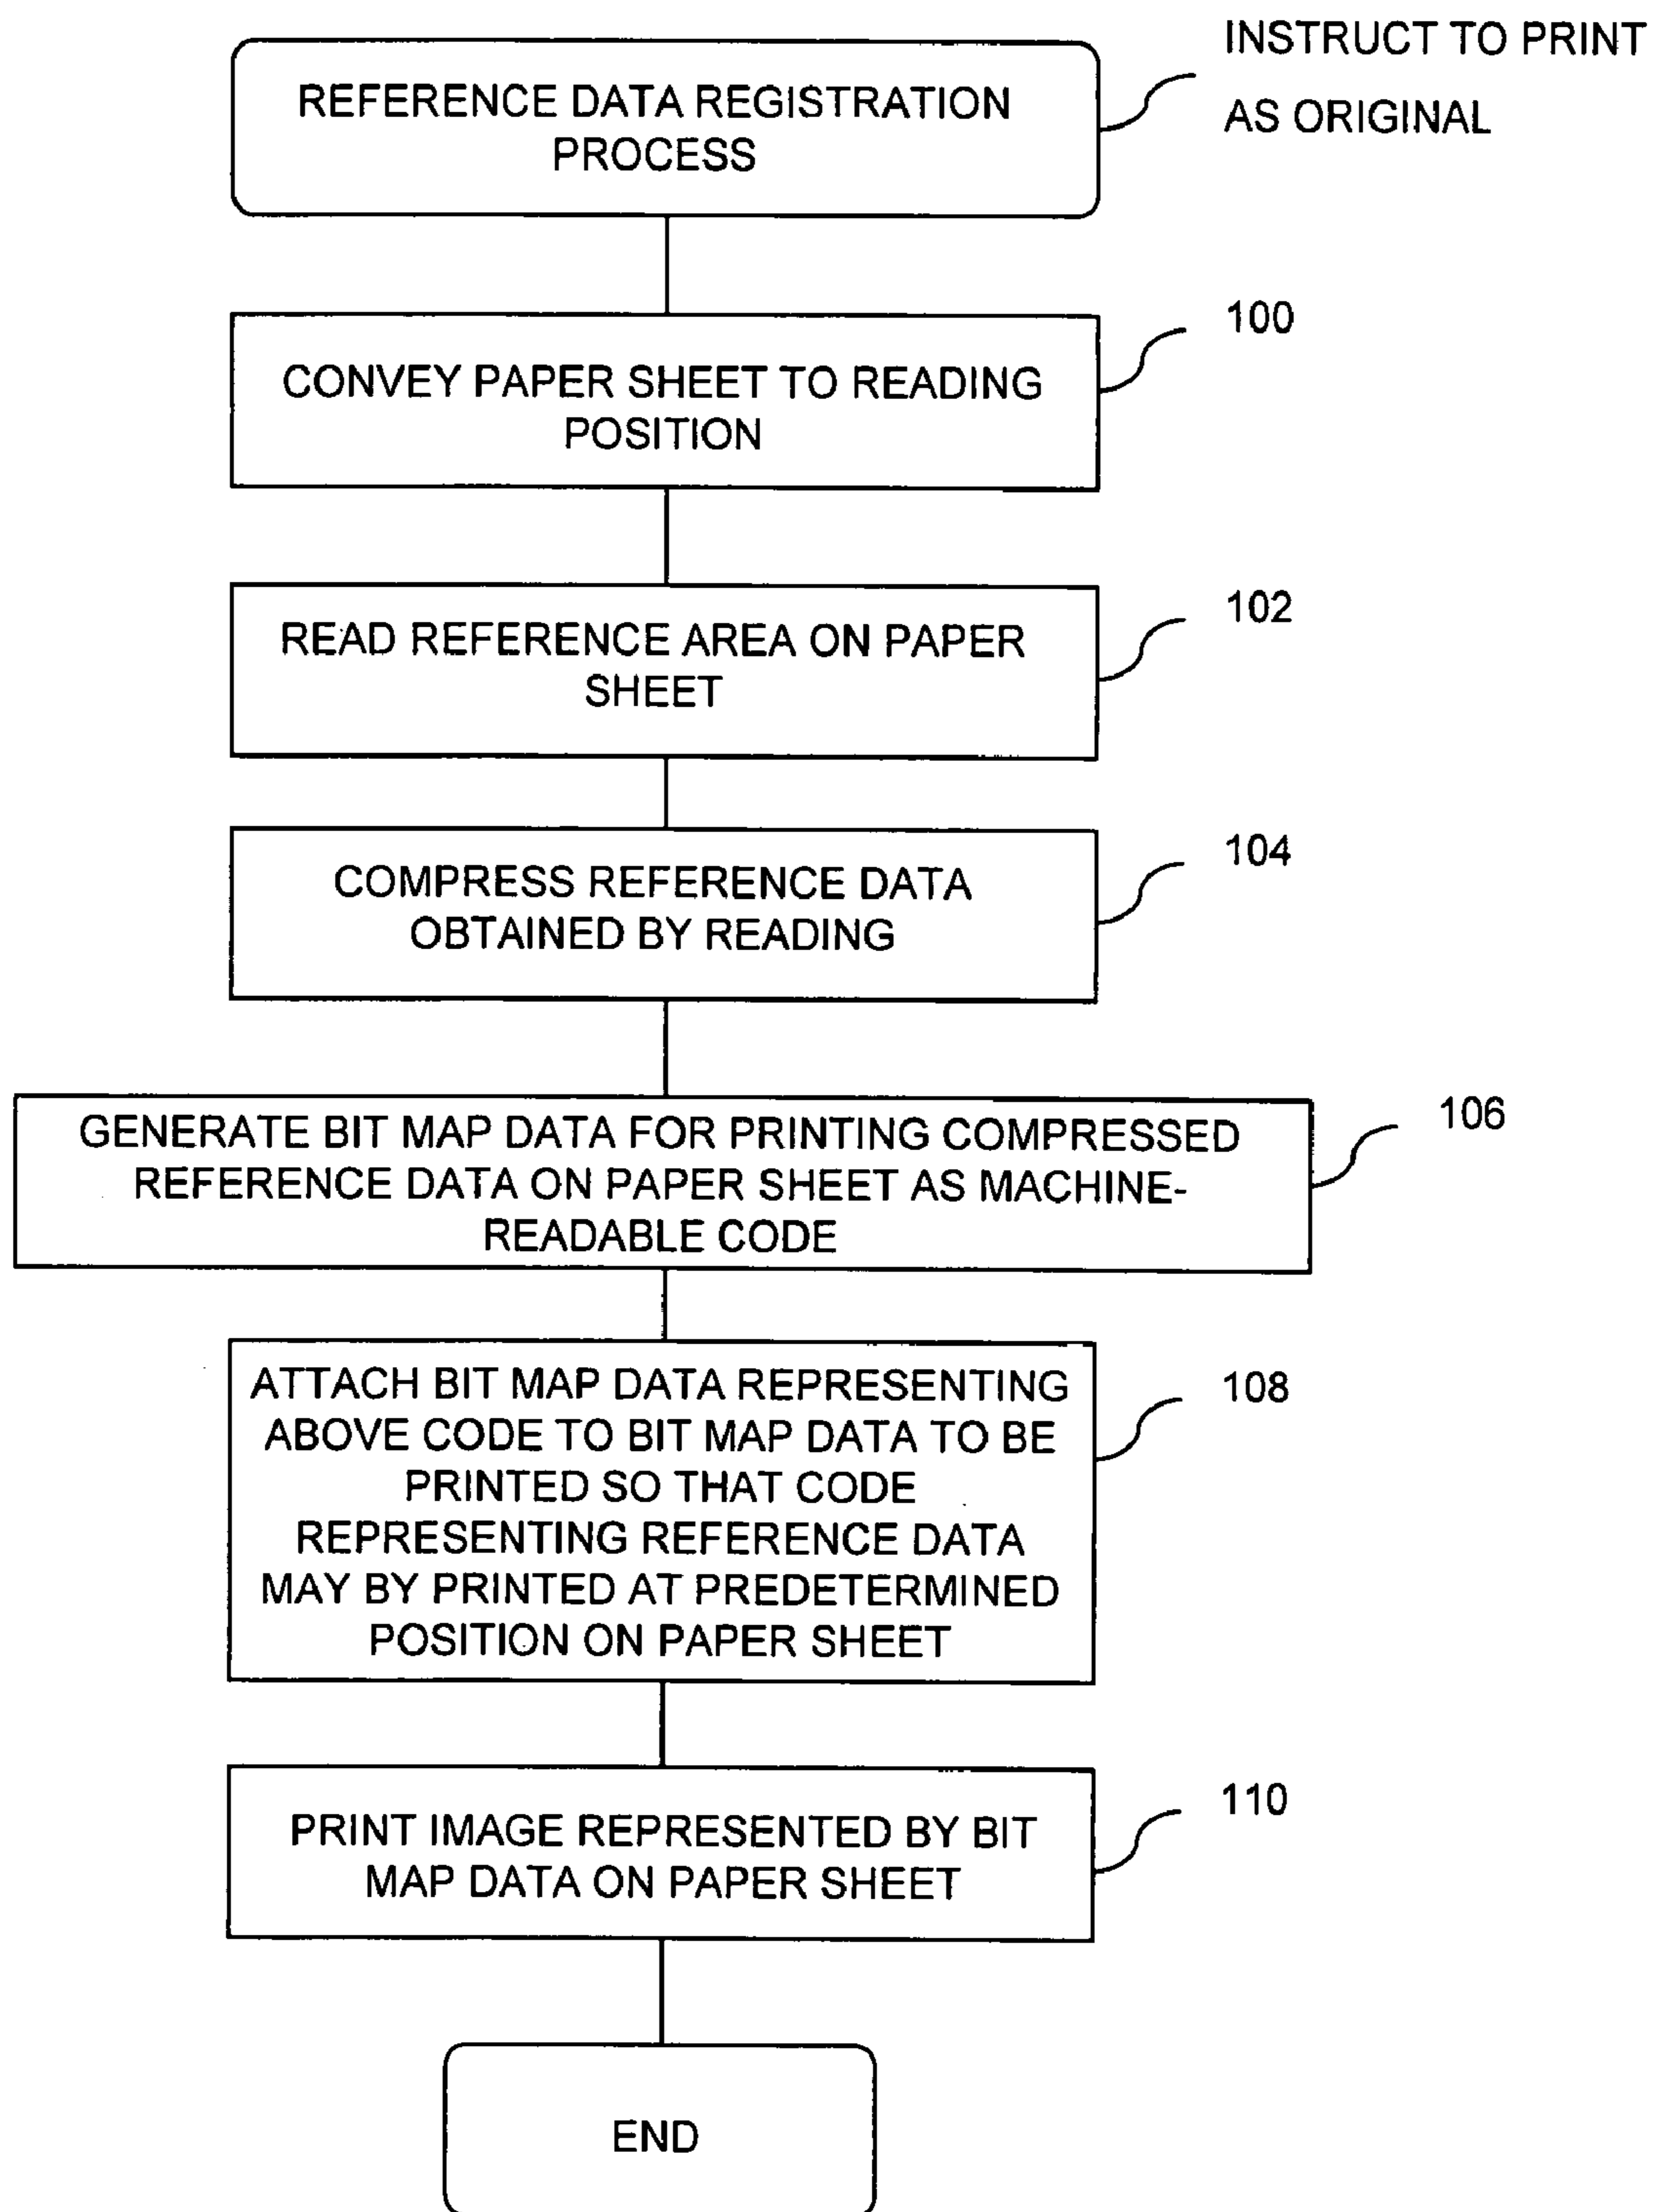 INSTRUCT TO PRINT
AS ORIGINAL
REFERENCE DATA REGISTRATION
PROCESS
100
CONVEY PAPER SHEET TO READING
POSITION
102
READ REFERENCE AREA ON PAPER
SHEET
104
COMPRESS REFERENCE DATA
OBTAINED BY READING
106
GENERATE BIT MAP DATA FOR PRINTING COMPRESSED
REFERENCE DATA ON PAPER SHEET AS MACHINE-
READABLE CODE
108
ATTACH BIT MAP DATA REPRESENTING
ABOVE CODE TO BIT MAP DATA TO BE
PRINTED SO THAT CODE
REPRESENTING REFERENCE DATA
MAY BY PRINTED AT PREDETERMINED
POSITION ON PAPER SHEET
110
PRINT IMAGE REPRESENTED BY BIT
MAP DATA ON PAPER SHEET
END